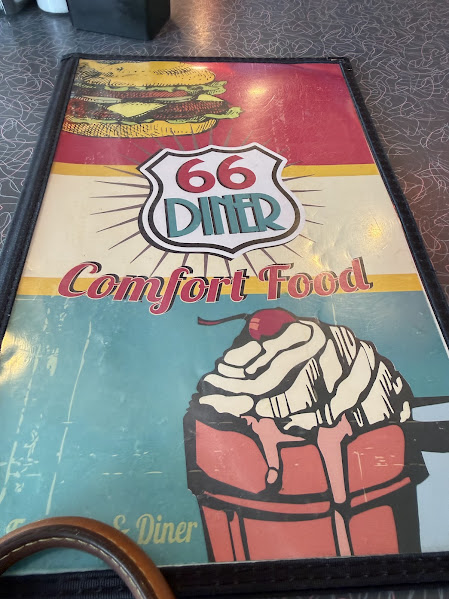 66
DINER
Comfort Food
& Diner